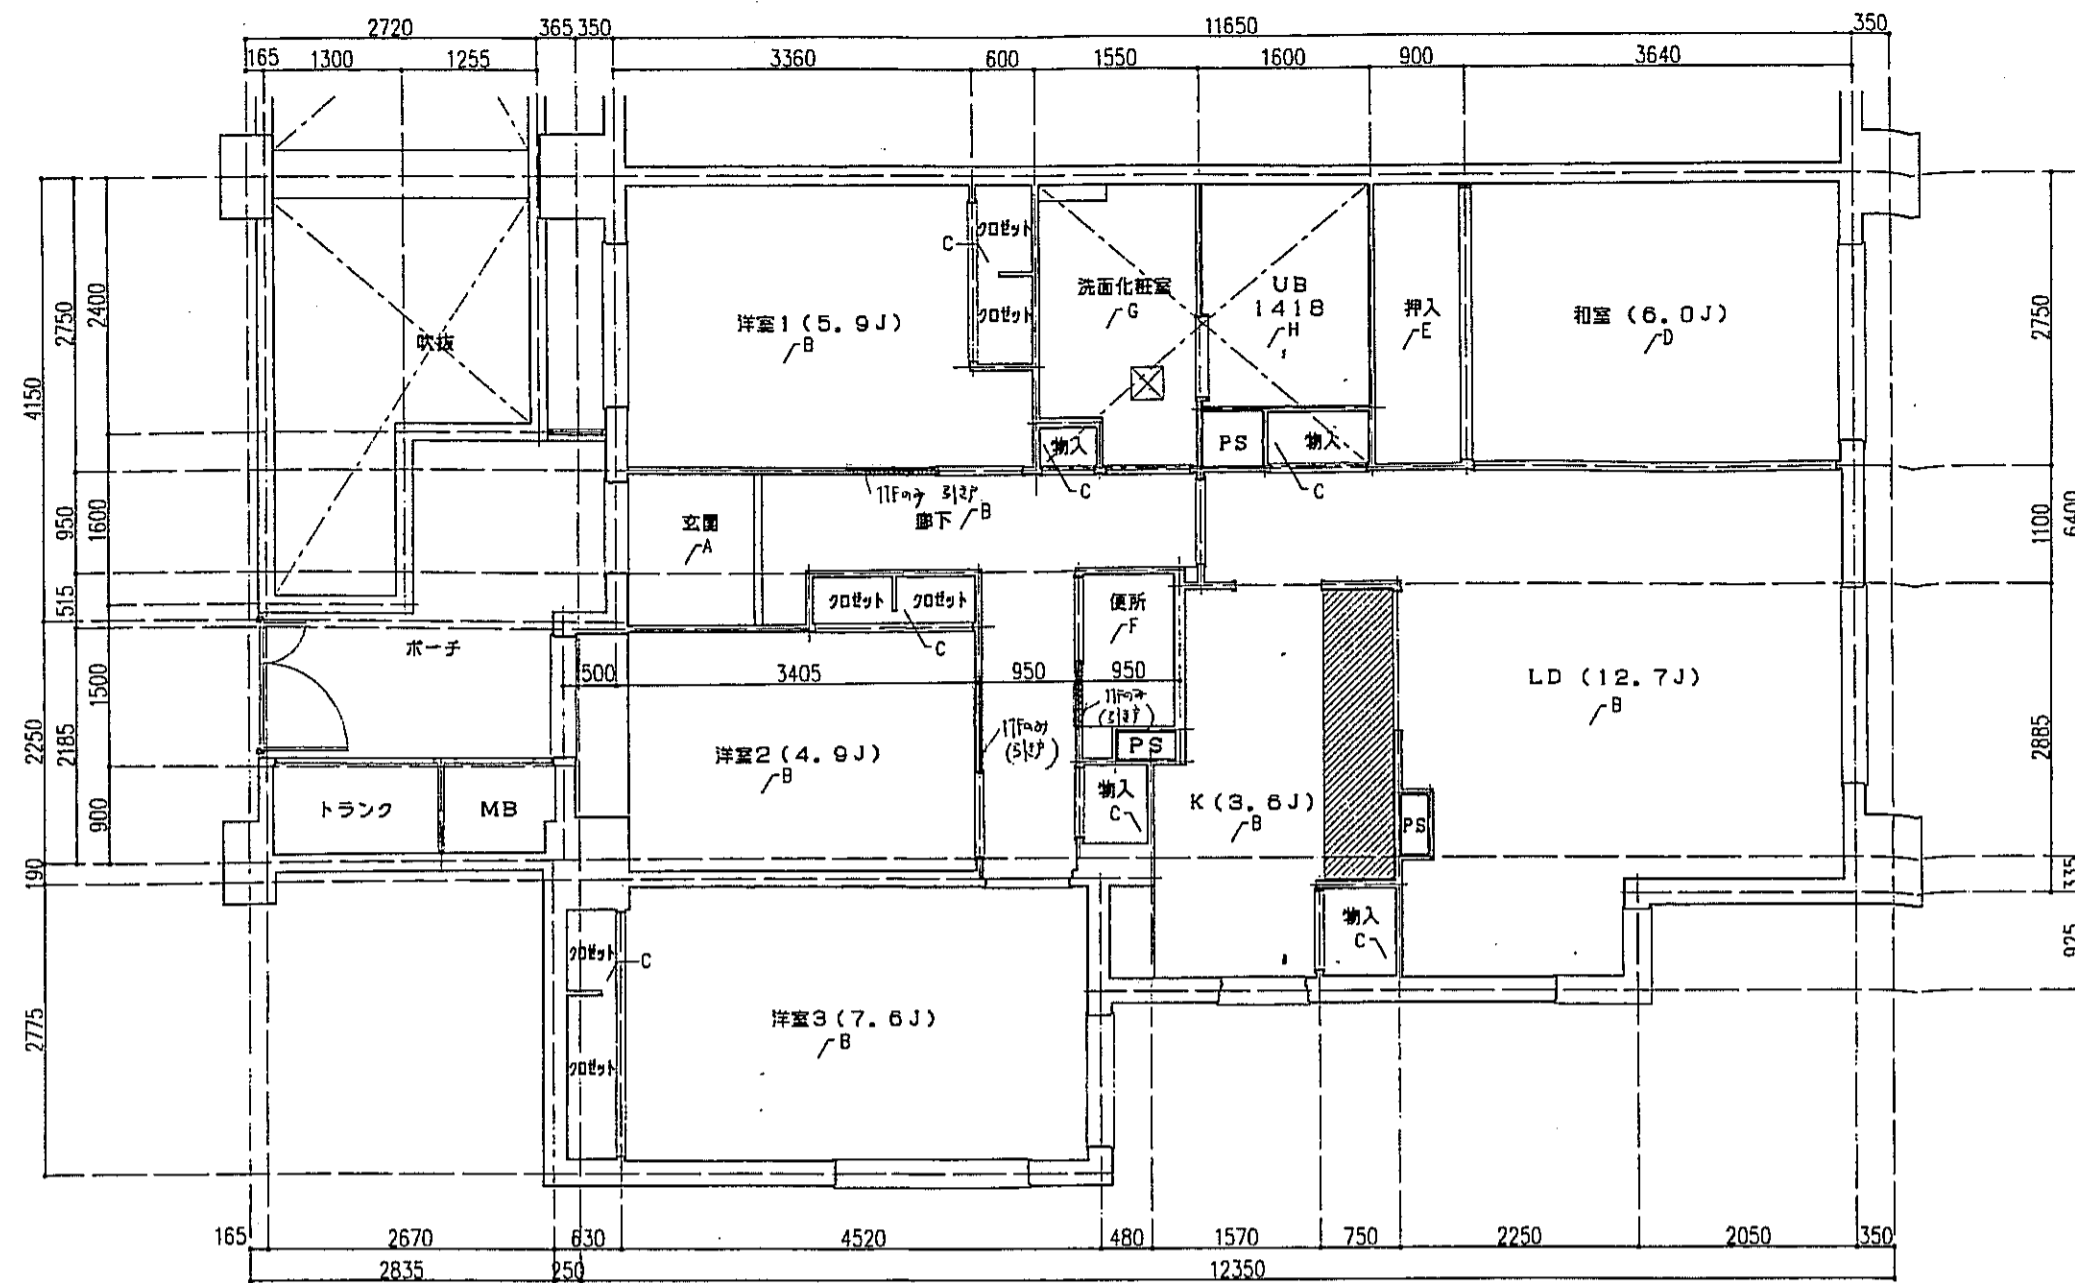 2720
365
350
11650
350
165
1300
1255
3360
600
1550
1600
900
3640
クロゼット
C
クロゼット
洗面化粧室
G
UB
1418
H
押入
E
和室(6.0J)
D
洋室1(5.9J)
B
吹抜
2400
2750
4150
2750
物入
C
PS
物入
C
11Fのみ 引き戸
廊下
B
玄関
A
950
1600
1100
6400
クロゼット
クロゼット
C
便所
F
515
ポーチ
500
3405
950
950
LD(12.7J)
B
1500
11Fのみ
(引き戸)
11Fのみ
(引き戸)
2250
2185
2885
洋室2(4.9J)
B
PS
物入
C
K(3.6J)
B
PS
トランク
MB
900
190
335
物入
C
925
クロゼット
C
洋室3(7.6J)
B
クロゼット
2775
165
2670
630
4520
480
1570
750
2250
2050
350
2835
250
12350